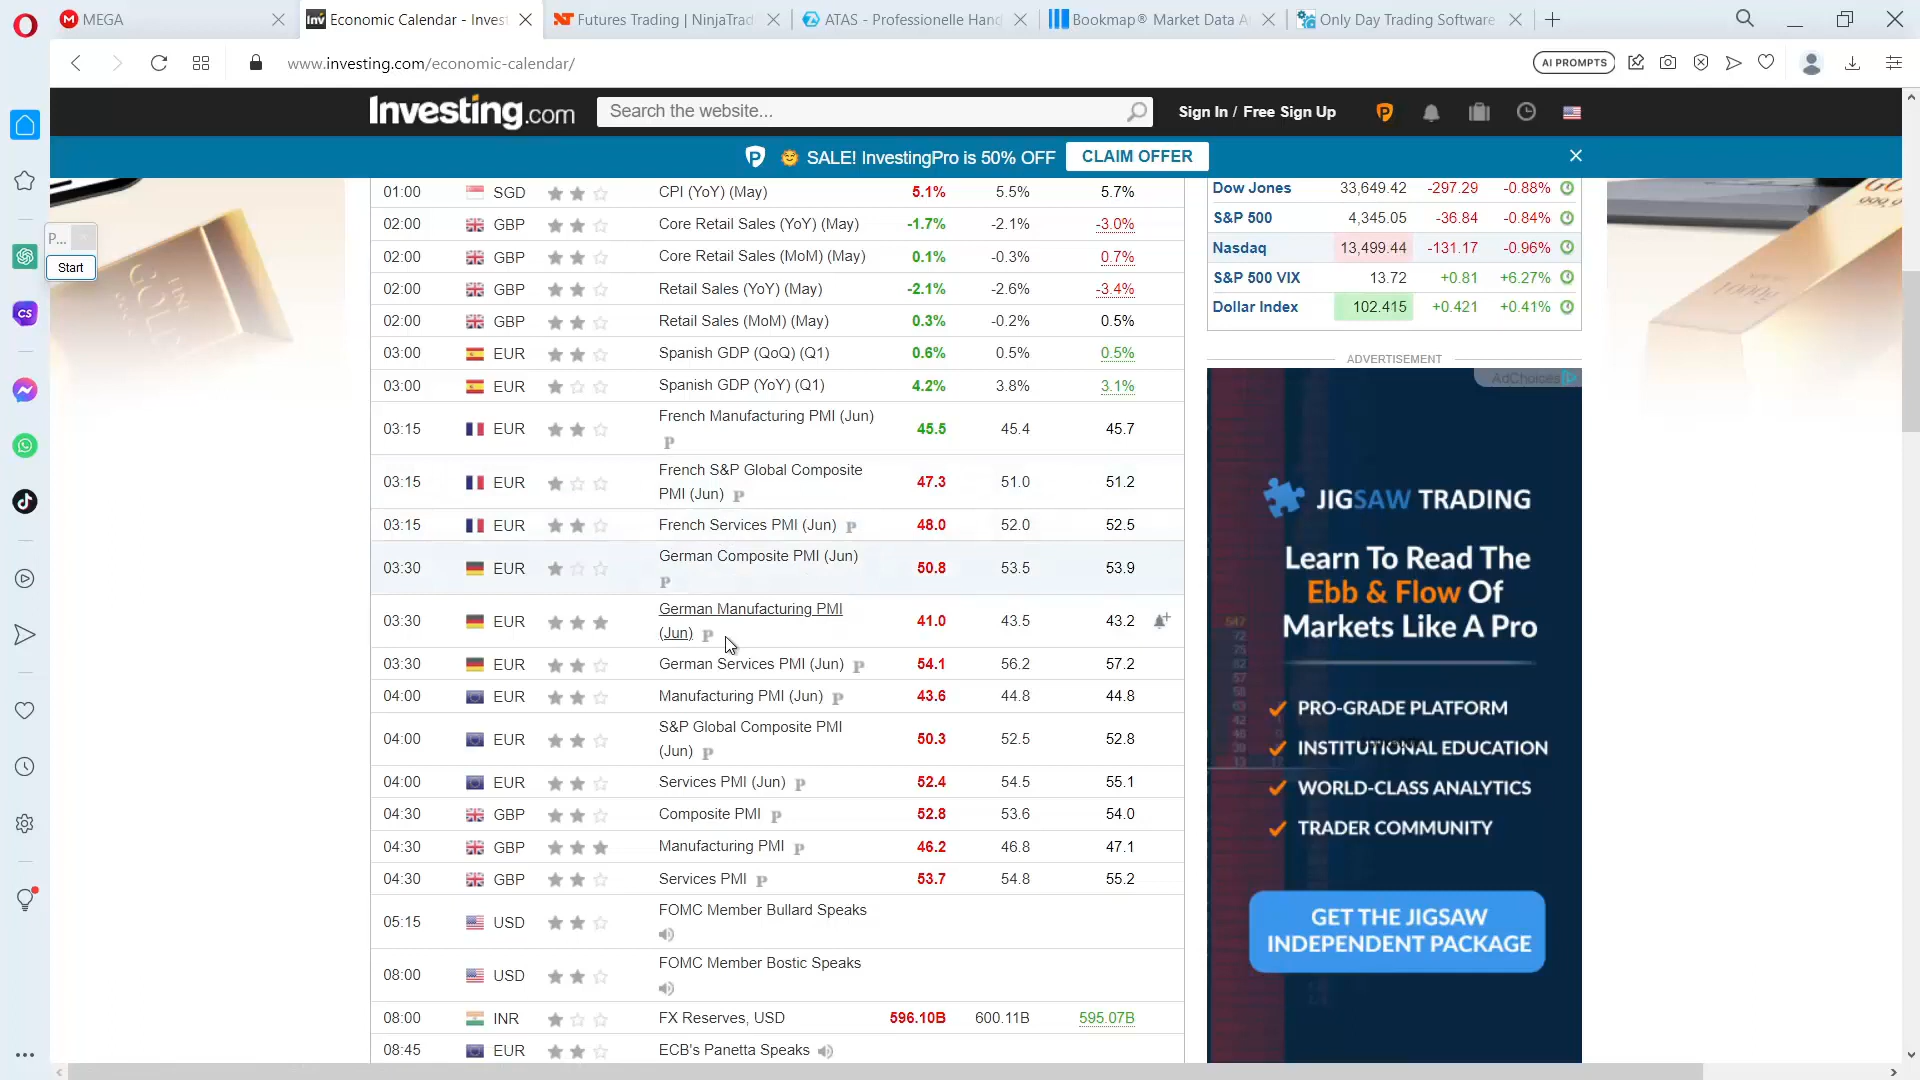 MEGA
Economic Calendar - Invest
Futures Trading | NinjaTrad
ATAS - Professionelle Hand
Bookmap® Market Data A
Only Day Trading Software
www.investing.com/economic-calendar/
AI PROMPTS
Investing.com
Search the website...
Sign In / Free Sign Up
SALE! InvestingPro is 50% OFF
CLAIM OFFER
P...
Start
01:00 SGD CPI (YoY) (May) 5.1% 5.5% 5.7%
02:00 GBP Core Retail Sales (YoY) (May) -1.7% -2.1% -3.0%
02:00 GBP Core Retail Sales (MoM) (May) 0.1% -0.3% 0.7%
02:00 GBP Retail Sales (YoY) (May) -2.1% -2.6% -3.4%
02:00 GBP Retail Sales (MoM) (May) 0.3% -0.2% 0.5%
03:00 EUR Spanish GDP (QoQ) (Q1) 0.6% 0.5% 0.5%
03:00 EUR Spanish GDP (YoY) (Q1) 4.2% 3.8% 3.1%
03:15 EUR French Manufacturing PMI (Jun) P 45.5 45.4 45.7
03:15 EUR French S&P Global Composite
PMI (Jun) P 47.3 51.0 51.2
03:15 EUR French Services PMI (Jun) P 48.0 52.0 52.5
03:30 EUR German Composite PMI (Jun) P 50.8 53.5 53.9
03:30 EUR German Manufacturing PMI
(Jun) P 41.0 43.5 43.2
03:30 EUR German Services PMI (Jun) P 54.1 56.2 57.2
04:00 EUR Manufacturing PMI (Jun) P 43.6 44.8 44.8
04:00 EUR S&P Global Composite PMI
(Jun) P 50.3 52.5 52.8
04:00 EUR Services PMI (Jun) P 52.4 54.5 55.1
04:30 GBP Composite PMI P 52.8 53.6 54.0
04:30 GBP Manufacturing PMI P 46.2 46.8 47.1
04:30 GBP Services PMI P 53.7 54.8 55.2
05:15 USD FOMC Member Bullard Speaks
08:00 USD FOMC Member Bostic Speaks
08:00 INR FX Reserves, USD 596.10B 600.11B 595.07B
08:45 EUR ECB's Panetta Speaks
Dow Jones 33,649.42 -297.29 -0.88%
S&P 500 4,345.05 -36.84 -0.84%
Nasdaq 13,499.44 -131.17 -0.96%
S&P 500 VIX 13.72 +0.81 +6.27%
Dollar Index 102.415 +0.421 +0.41%
ADVERTISEMENT
AdChoices
JIGSAW TRADING
Learn To Read The
Ebb & Flow Of
Markets Like A Pro
PRO-GRADE PLATFORM
INSTITUTIONAL EDUCATION
WORLD-CLASS ANALYTICS
TRADER COMMUNITY
GET THE JIGSAW
INDEPENDENT PACKAGE